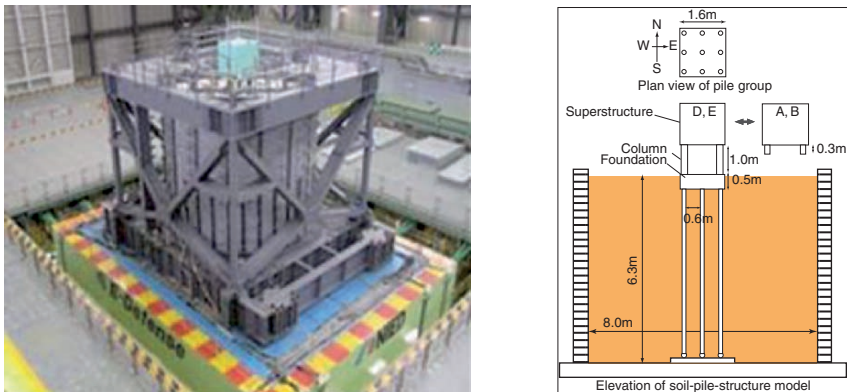 E-Defense
NIED
1.6m
N
W
E
S
Plan view of pile group
Superstructure
D, E
A, B
0.3m
Column
1.0m
Foundation
0.5m
0.6m
6.3m
8.0m
Elevation of soil-pile-structure model